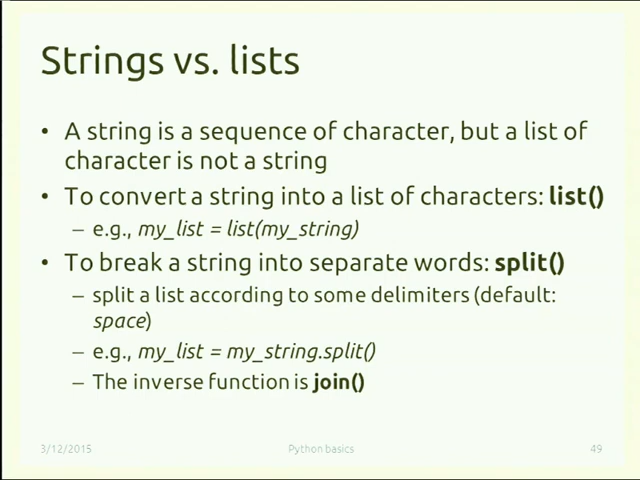 Strings vs. lists
• A string is a sequence of character, but a list of
character is not a string
• To convert a string into a list of characters: list()
– e.g., my_list = list(my_string)
• To break a string into separate words: split()
– split a list according to some delimiters (default:
space)
– e.g., my_list = my_string.split()
– The inverse function is join()
3/12/2015 Python basics 49